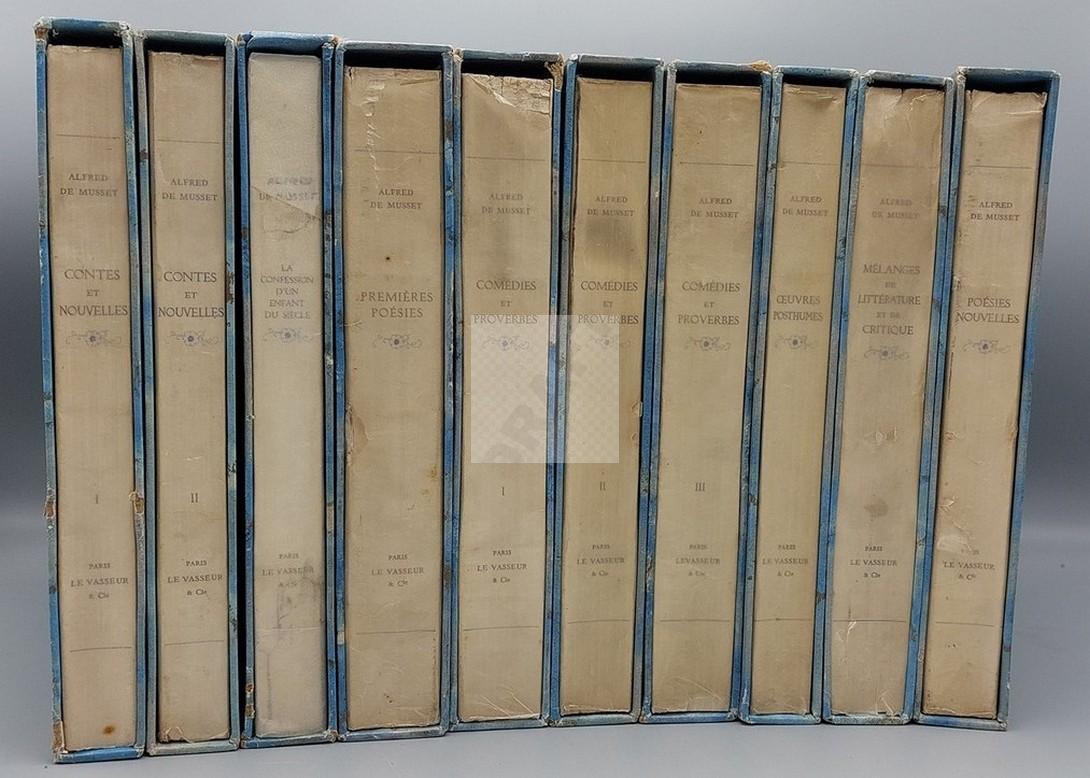 ALFRED
DE MUSSET
CONTES
ET
NOUVELLES
I
PARIS
LE VASSEUR
& Cie
ALFRED
DE MUSSET
CONTES
ET
NOUVELLES
II
PARIS
LE VASSEUR
& Cie
ALFRED
DE MUSSET
LA
CONFESSION
D'UN
ENFANT
DU SIÈCLE
PARIS
LE VASSEUR
& Cie
ALFRED
DE MUSSET
PREMIÈRES
POÉSIES
PARIS
LE VASSEUR
& Cie
ALFRED
DE MUSSET
COMÉDIES
ET
PROVERBES
I
PARIS
LE VASSEUR
& Cie
ALFRED
DE MUSSET
COMÉDIES
ET
PROVERBES
II
PARIS
LE VASSEUR
& Cie
ALFRED
DE MUSSET
COMÉDIES
ET
PROVERBES
III
PARIS
LEVASSEUR
& Cie
ALFRED
DE MUSSET
ŒUVRES
POSTHUMES
PARIS
LE VASSEUR
& Cie
ALFRED
DE MUSSET
MÉLANGES
DE
LITTÉRATURE
ET DE
CRITIQUE
PARIS
LE VASSEUR
& Cie
ALFRED
DE MUSSET
POÉSIES
NOUVELLES
PARIS
LE VASSEUR
& Cie